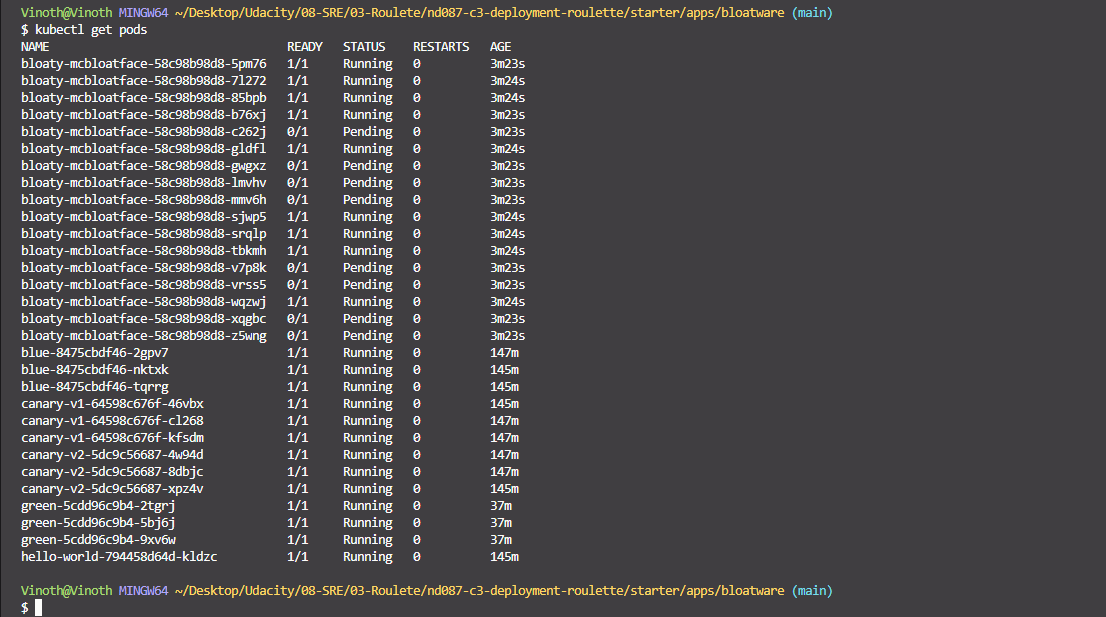 Vinoth@Vinoth MINGW64 ~/Desktop/Udacity/08-SRE/03-Roulete/nd087-c3-deployment-roulette/starter/apps/bloatware (main)
$ kubectl get pods
NAME READY STATUS RESTARTS AGE
bloaty-mcbloatface-58c98b98d8-5pm76 1/1 Running 0 3m23s
bloaty-mcbloatface-58c98b98d8-7l272 1/1 Running 0 3m24s
bloaty-mcbloatface-58c98b98d8-85bpb 1/1 Running 0 3m24s
bloaty-mcbloatface-58c98b98d8-b76xj 1/1 Running 0 3m23s
bloaty-mcbloatface-58c98b98d8-c262j 0/1 Pending 0 3m23s
bloaty-mcbloatface-58c98b98d8-gldfl 1/1 Running 0 3m24s
bloaty-mcbloatface-58c98b98d8-gwgxz 0/1 Pending 0 3m23s
bloaty-mcbloatface-58c98b98d8-lmvhv 0/1 Pending 0 3m23s
bloaty-mcbloatface-58c98b98d8-mmv6h 0/1 Pending 0 3m23s
bloaty-mcbloatface-58c98b98d8-sjwp5 1/1 Running 0 3m24s
bloaty-mcbloatface-58c98b98d8-srqlp 1/1 Running 0 3m24s
bloaty-mcbloatface-58c98b98d8-tbkmh 1/1 Running 0 3m24s
bloaty-mcbloatface-58c98b98d8-v7p8k 0/1 Pending 0 3m23s
bloaty-mcbloatface-58c98b98d8-vrss5 0/1 Pending 0 3m23s
bloaty-mcbloatface-58c98b98d8-wqzwj 1/1 Running 0 3m24s
bloaty-mcbloatface-58c98b98d8-xqgbc 0/1 Pending 0 3m23s
bloaty-mcbloatface-58c98b98d8-z5wng 0/1 Pending 0 3m23s
blue-8475cbdf46-2gpv7 1/1 Running 0 147m
blue-8475cbdf46-nktxk 1/1 Running 0 145m
blue-8475cbdf46-tqrrg 1/1 Running 0 145m
canary-v1-64598c676f-46vbx 1/1 Running 0 145m
canary-v1-64598c676f-cl268 1/1 Running 0 147m
canary-v1-64598c676f-kfsdm 1/1 Running 0 147m
canary-v2-5dc9c56687-4w94d 1/1 Running 0 147m
canary-v2-5dc9c56687-8dbjc 1/1 Running 0 147m
canary-v2-5dc9c56687-xpz4v 1/1 Running 0 145m
green-5cdd96c9b4-2tgrj 1/1 Running 0 37m
green-5cdd96c9b4-5bj6j 1/1 Running 0 37m
green-5cdd96c9b4-9xv6w 1/1 Running 0 37m
hello-world-794458d64d-kldzc 1/1 Running 0 145m
Vinoth@Vinoth MINGW64 ~/Desktop/Udacity/08-SRE/03-Roulete/nd087-c3-deployment-roulette/starter/apps/bloatware (main)
$